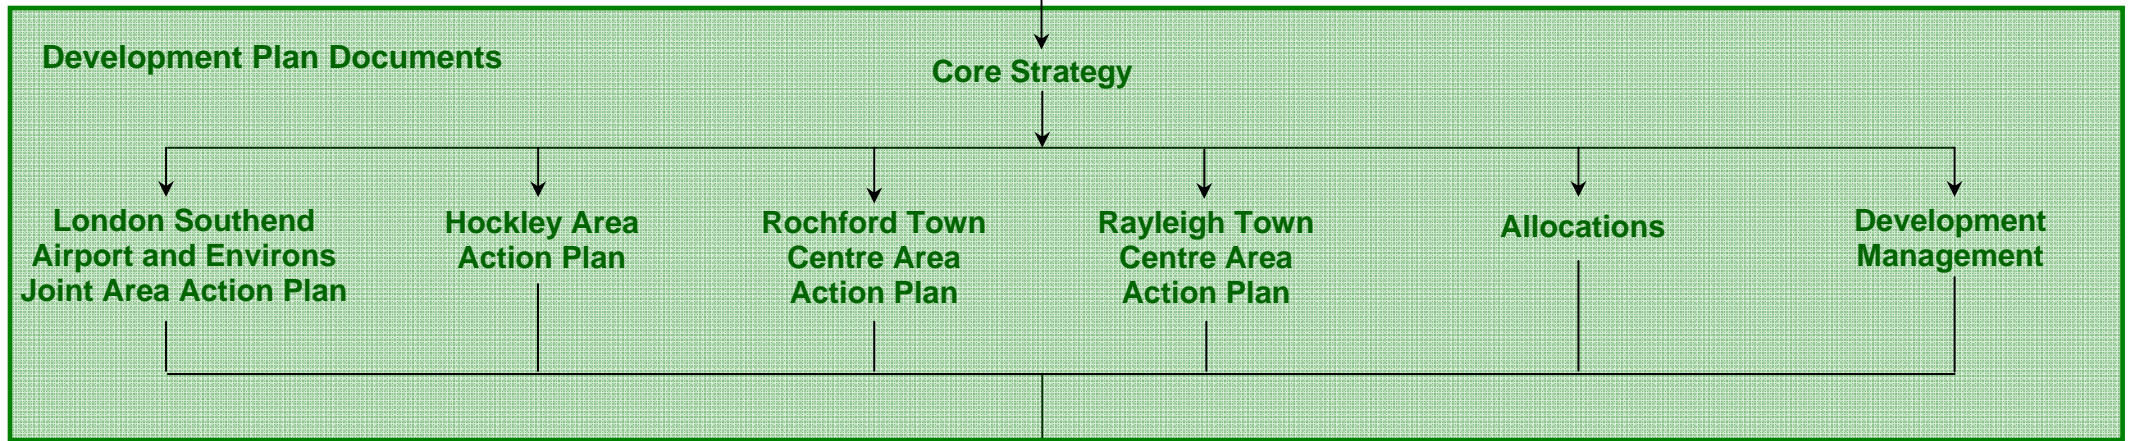 Development Plan Documents
Core Strategy
London Southend
Airport and Environs
Joint Area Action Plan
Hockley Area
Action Plan
Rochford Town
Centre Area
Action Plan
Rayleigh Town
Centre Area
Action Plan
Allocations
Development
Management